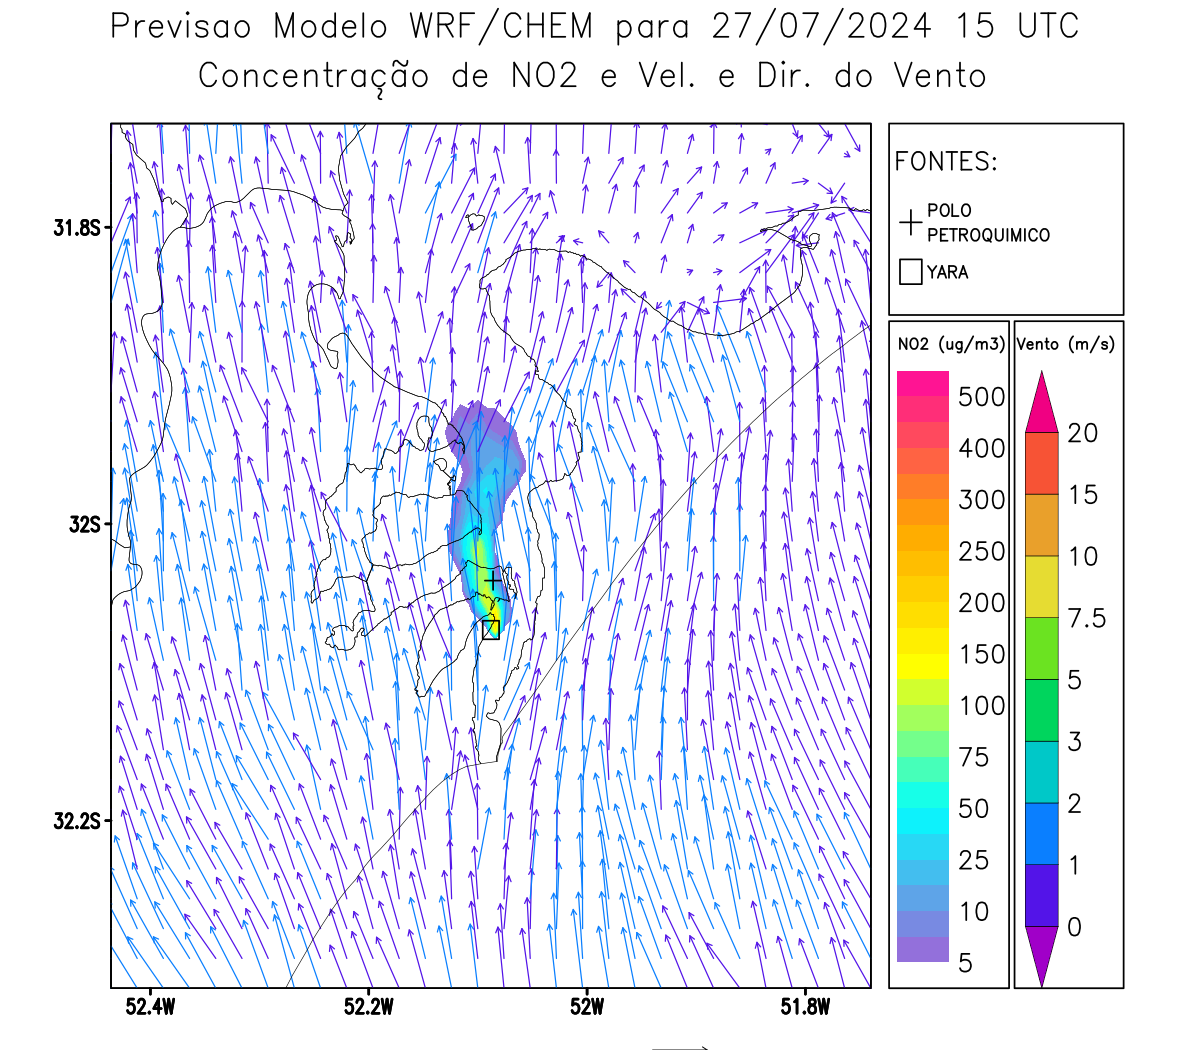 Previsao Modelo WRF/CHEM para 27/07/2024 15 UTC
Concentração de NO2 e Vel. e Dir. do Vento
FONTES:
POLO
PETROQUIMICO
YARA
NO2 (ug/m3)
500
400
300
250
200
150
100
75
50
25
10
5
Vento (m/s)
20
15
10
7.5
5
3
2
1
0
31.8S
32S
32.2S
52.4W
52.2W
52W
51.8W